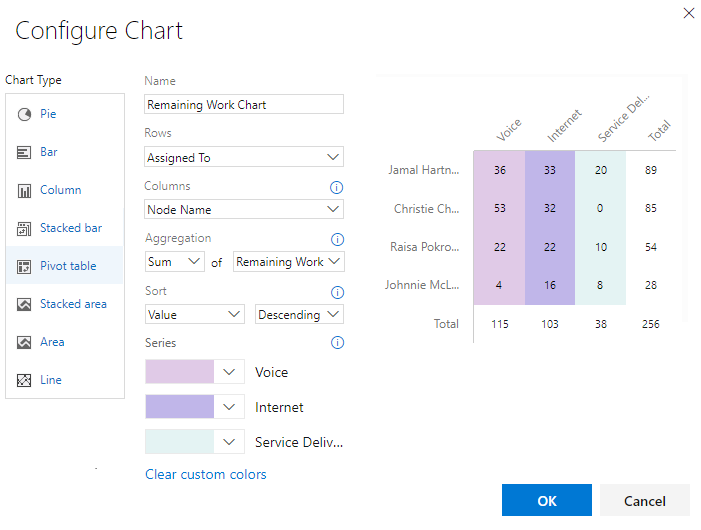 Configure Chart
Chart Type
Pie
Bar
Column
Stacked bar
Pivot table
Stacked area
Area
Line
Name
Remaining Work Chart
Rows
Assigned To
Columns
Node Name
Aggregation
Sum of Remaining Work
Sort
Value Descending
Series
Voice
Internet
Service Deliv...
Clear custom colors
Voice Internet Service Del... Total
Jamal Hartn... 36 33 20 89
Christie Ch... 53 32 0 85
Raisa Pokro... 22 22 10 54
Johnnie McL... 4 16 8 28
Total 115 103 38 256
OK Cancel